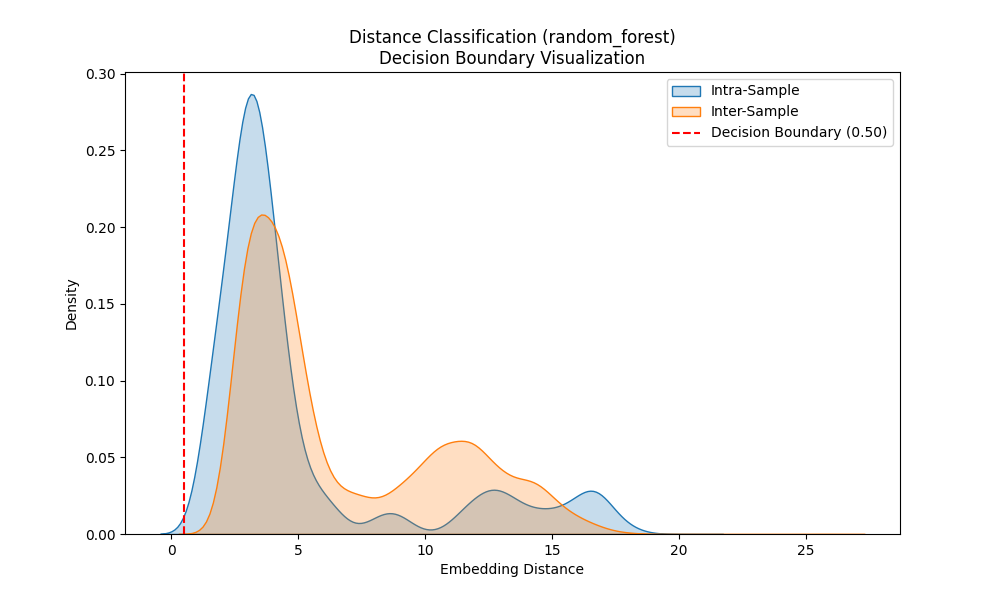 Distance Classification (random_forest)
Decision Boundary Visualization
Intra-Sample
Inter-Sample
Decision Boundary (0.50)
Density
0.30
0.25
0.20
0.15
0.10
0.05
0.00
0
5
10
15
20
25
Embedding Distance